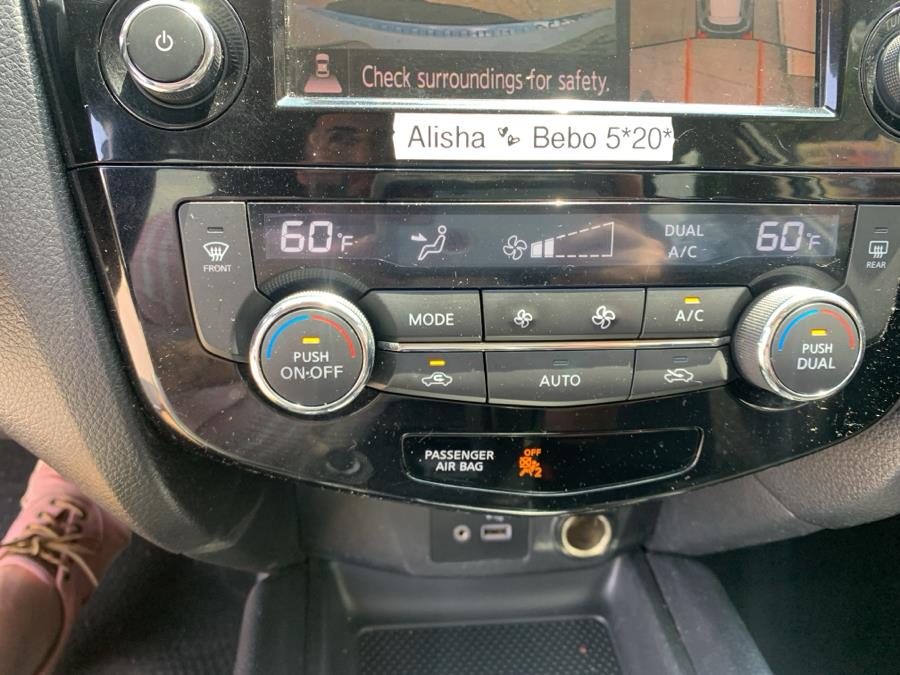 Check surroundings for safety.
Alisha Bebo 5*20*
60°F
DUAL
A/C
60°F
FRONT
REAR
MODE
A/C
PUSH
ON·OFF
PUSH
DUAL
AUTO
PASSENGER
AIR BAG
OFF
2